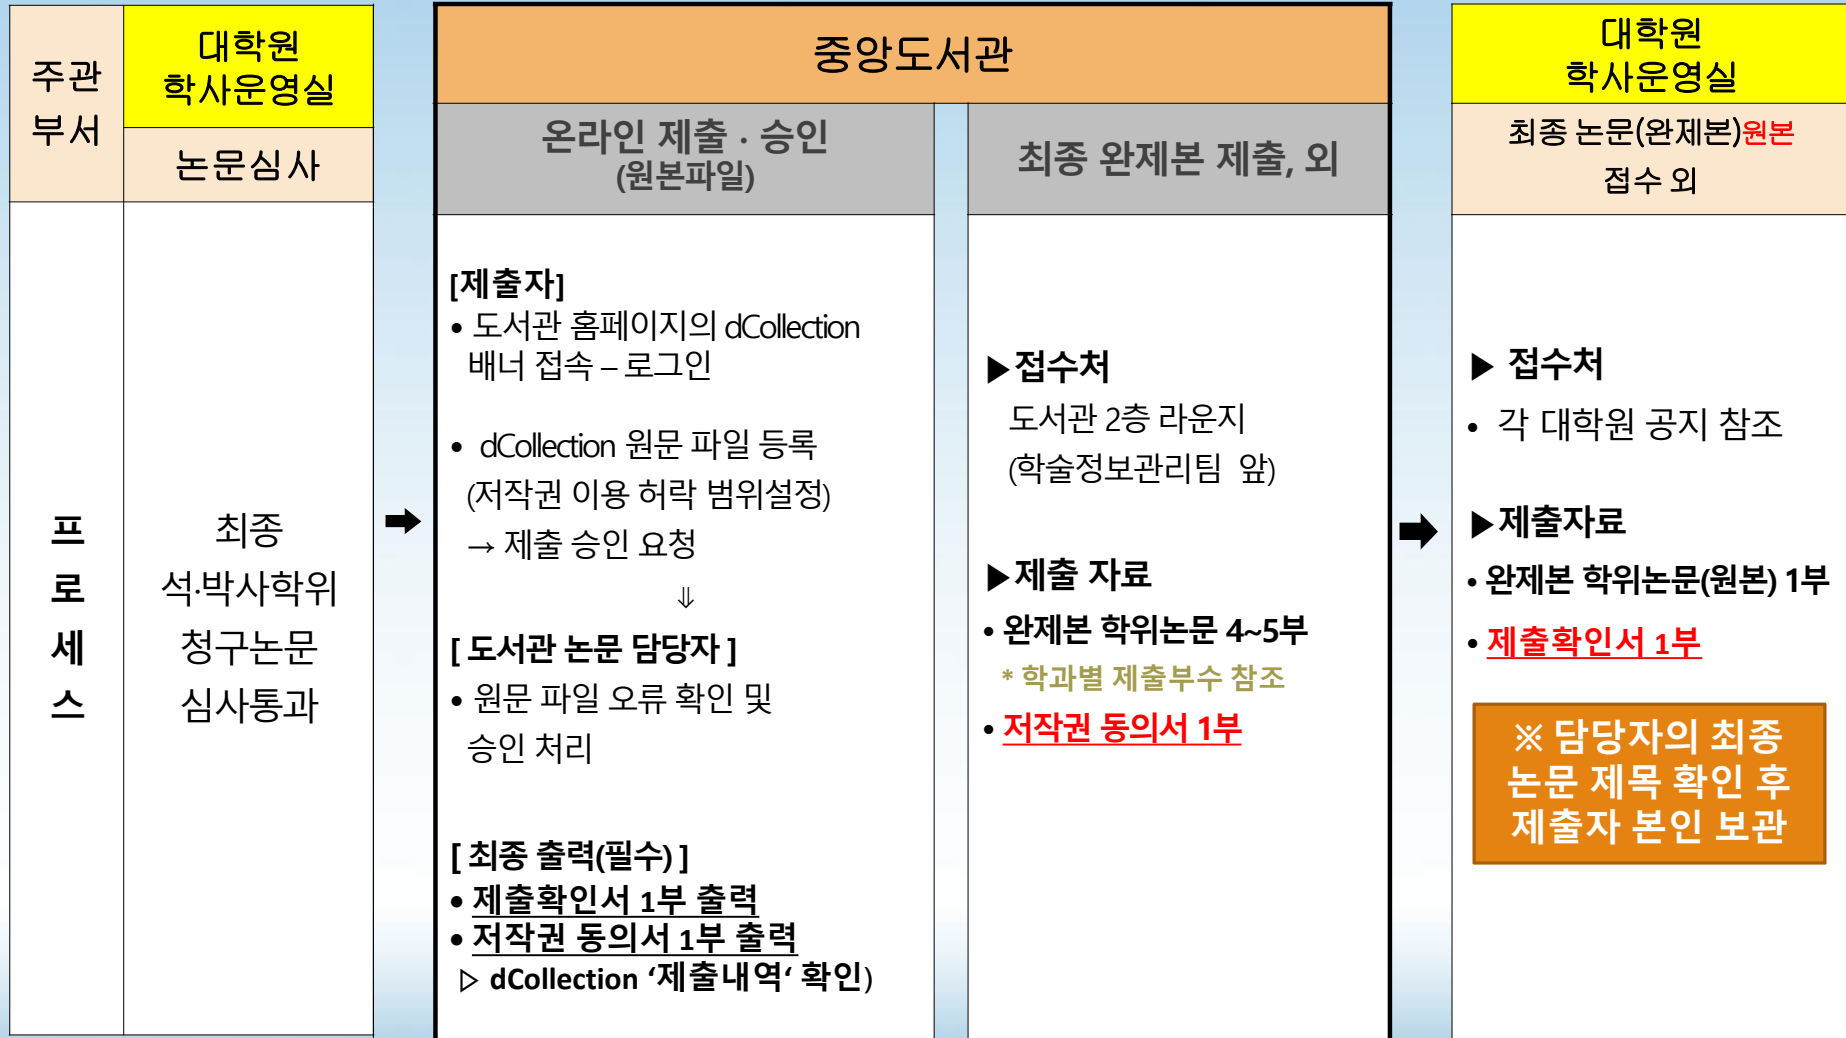 주관
부서
대학원
학사운영실
논문심사
중앙도서관
온라인 제출 · 승인
(원본파일)
최종 완제본 제출, 외
대학원
학사운영실
최종 논문(완제본)원본
접수 외
프
로
세
스
최종
석·박사학위
청구논문
심사통과
➡
[제출자]
• 도서관 홈페이지의 dCollection
배너 접속 – 로그인
• dCollection 원문 파일 등록
(저작권 이용 허락 범위설정)
→ 제출 승인 요청
⇓
[ 도서관 논문 담당자 ]
• 원문 파일 오류 확인 및
승인 처리
[ 최종 출력(필수) ]
• 제출확인서 1부 출력
• 저작권 동의서 1부 출력
▷ dCollection ‘제출내역‘ 확인)
▶접수처
도서관 2층 라운지
(학술정보관리팀 앞)
▶제출 자료
• 완제본 학위논문 4~5부
* 학과별 제출부수 참조
• 저작권 동의서 1부
➡
▶ 접수처
• 각 대학원 공지 참조
▶제출자료
• 완제본 학위논문(원본) 1부
• 제출확인서 1부
※ 담당자의 최종
논문 제목 확인 후
제출자 본인 보관